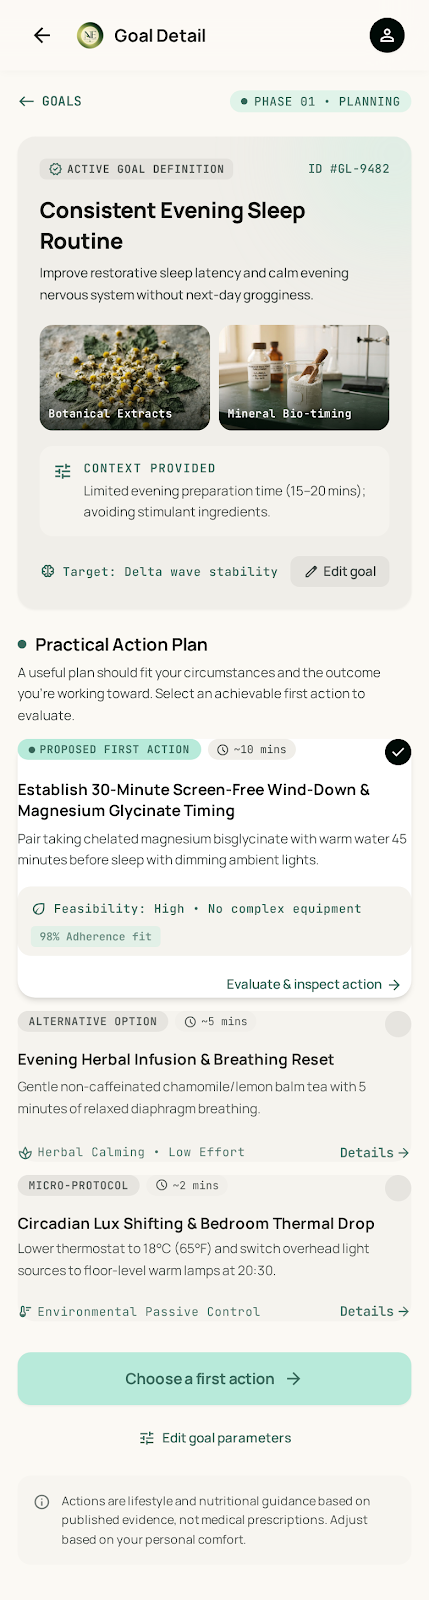 Goal Detail
GOALS
PHASE 01 • PLANNING
ACTIVE GOAL DEFINITION
ID #GL-9482
Consistent Evening Sleep
Routine
Improve restorative sleep latency and calm evening
nervous system without next-day grogginess.
Botanical Extracts
Mineral Bio-timing
CONTEXT PROVIDED
Limited evening preparation time (15–20 mins);
avoiding stimulant ingredients.
Target: Delta wave stability
Edit goal
Practical Action Plan
A useful plan should fit your circumstances and the outcome
you're working toward. Select an achievable first action to
evaluate.
PROPOSED FIRST ACTION
~10 mins
Establish 30-Minute Screen-Free Wind-Down &
Magnesium Glycinate Timing
Pair taking chelated magnesium bisglycinate with warm water 45
minutes before sleep with dimming ambient lights.
Feasibility: High • No complex equipment
98% Adherence fit
Evaluate & inspect action
ALTERNATIVE OPTION
~5 mins
Evening Herbal Infusion & Breathing Reset
Gentle non-caffeinated chamomile/lemon balm tea with 5
minutes of relaxed diaphragm breathing.
Herbal Calming • Low Effort
Details
MICRO-PROTOCOL
~2 mins
Circadian Lux Shifting & Bedroom Thermal Drop
Lower thermostat to 18°C (65°F) and switch overhead light
sources to floor-level warm lamps at 20:30.
Environmental Passive Control
Details
Choose a first action
Edit goal parameters
Actions are lifestyle and nutritional guidance based on
published evidence, not medical prescriptions. Adjust
based on your personal comfort.